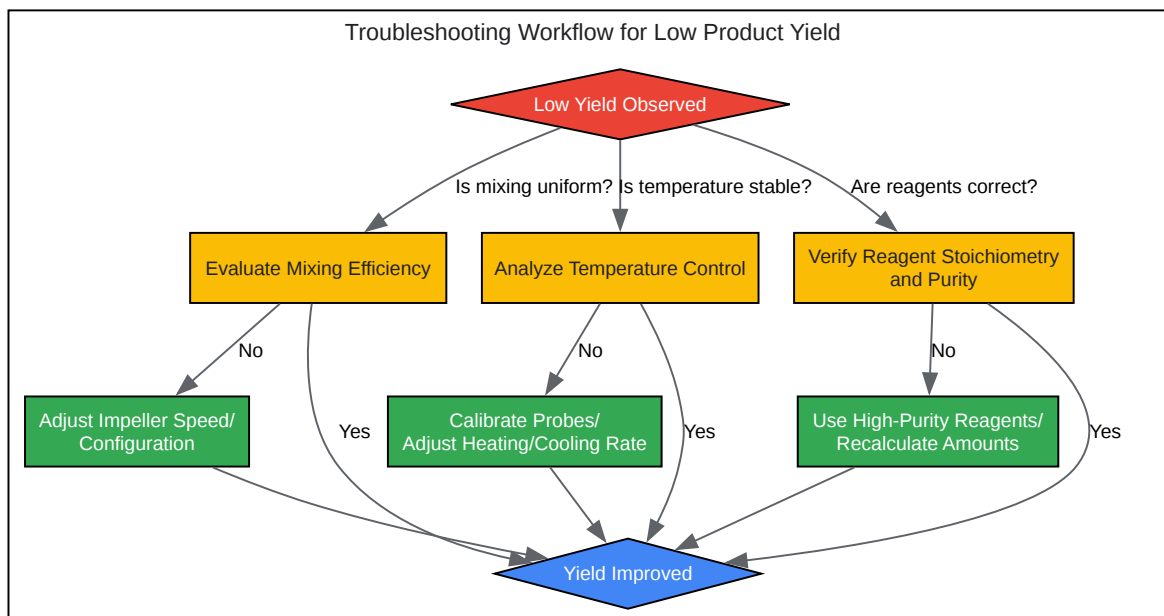 Troubleshooting Workflow for Low Product Yield
Low Yield Observed
Is mixing uniform?
Is temperature stable?
Are reagents correct?
Evaluate Mixing Efficiency
Analyze Temperature Control
Verify Reagent Stoichiometry
and Purity
No
No
No
Adjust Impeller Speed/
Configuration
Yes
Calibrate Probes/
Adjust Heating/Cooling Rate
Yes
Use High-Purity Reagents/
Recalculate Amounts
Yes
Yield Improved